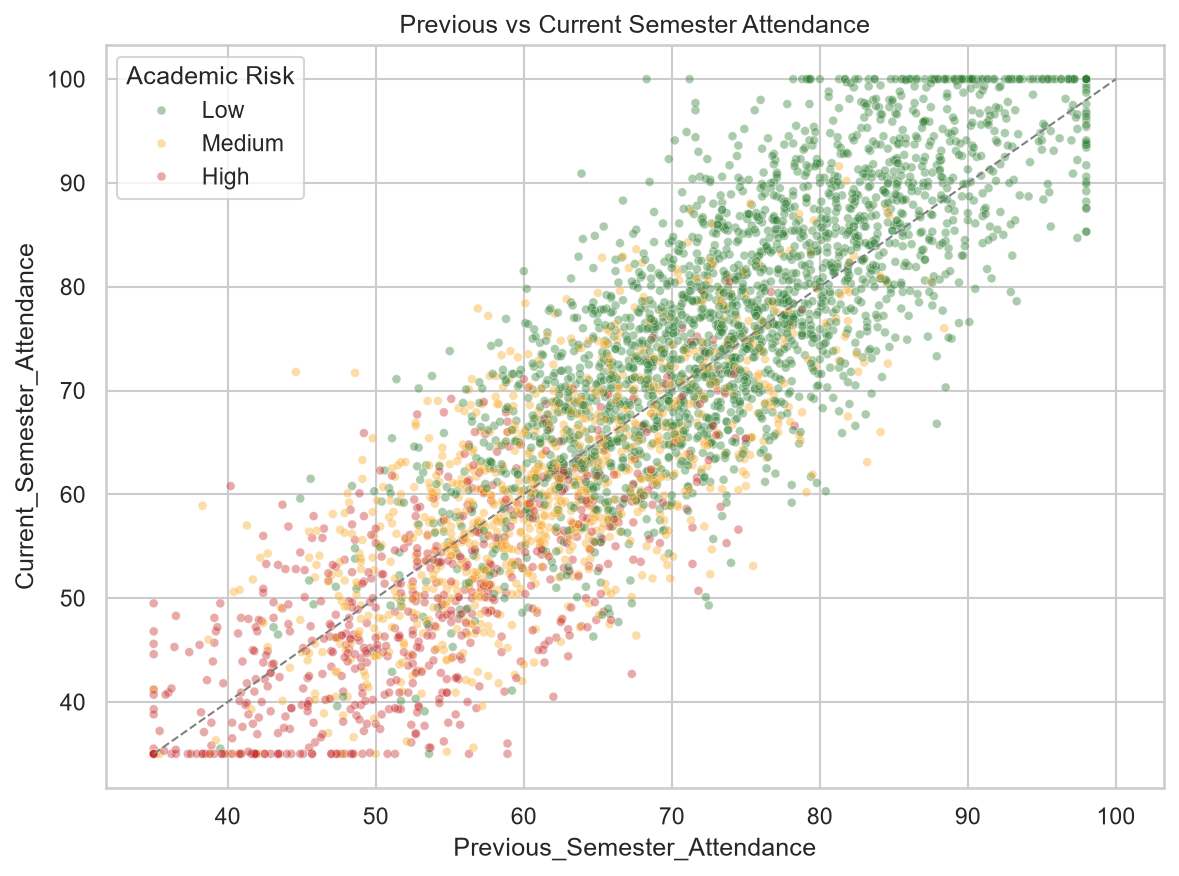 Previous vs Current Semester Attendance
Academic Risk
Low
Medium
High
Current_Semester_Attendance
100
90
80
70
60
50
40
40 50 60 70 80 90 100
Previous_Semester_Attendance